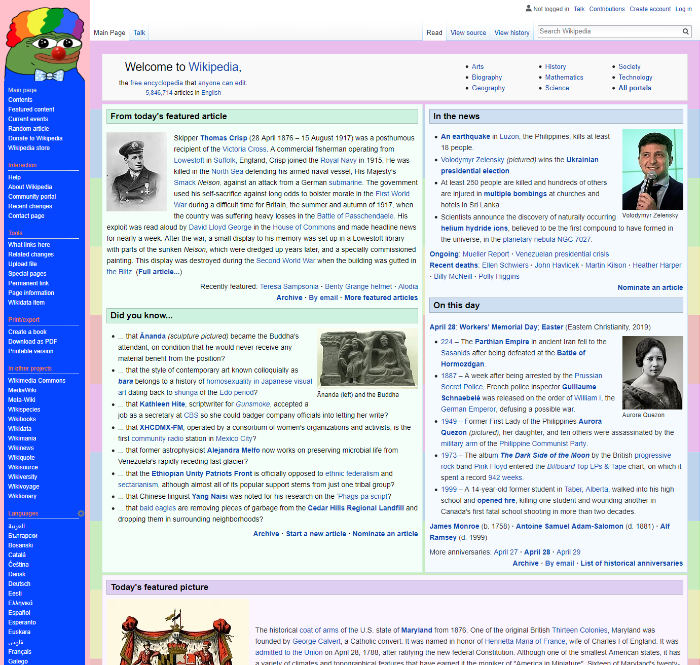 Not logged in Talk Contributions Create account Log in
Main Page Talk Read View source View history Search Wikipedia
Main page
Contents
Featured content
Current events
Random article
Donate to Wikipedia
Wikipedia store
Interaction
Help
About Wikipedia
Community portal
Recent changes
Contact page
Tools
What links here
Related changes
Upload file
Special pages
Permanent link
Page information
Wikidata item
Print/export
Create a book
Download as PDF
Printable version
In other projects
Wikimedia Commons
MediaWiki
Meta-Wiki
Wikispecies
Wikibooks
Wikidata
Wikimania
Wikinews
Wikiquote
Wikisource
Wikiversity
Wikivoyage
Wiktionary
Languages
العربية
Български
Bosanski
Català
Čeština
Dansk
Deutsch
Eesti
Ελληνικά
Español
Esperanto
Euskara
فارسی
Français
Galego
Welcome to Wikipedia,
the free encyclopedia that anyone can edit.
5,846,714 articles in English
• Arts
• Biography
• Geography
• History
• Mathematics
• Science
• Society
• Technology
• All portals
From today's featured article
Skipper Thomas Crisp (28 April 1876 – 15 August 1917) was a posthumous
recipient of the Victoria Cross. A commercial fisherman operating from
Lowestoft in Suffolk, England, Crisp joined the Royal Navy in 1915. He was
killed in the North Sea defending his armed naval vessel, His Majesty's
Smack Nelson, against an attack from a German submarine. The government
used his self-sacrifice against long odds to bolster morale in the First World
War during a difficult time for Britain, the summer and autumn of 1917, when
the country was suffering heavy losses in the Battle of Passchendaele. His
exploit was read aloud by David Lloyd George in the House of Commons and made headline news
for nearly a week. After the war, a small display to his memory was set up in a Lowestoft library
with parts of the sunken Nelson, which were dredged up years later, and a specially commissioned
painting. This display was destroyed during the Second World War when the building was gutted in
the Blitz. (Full article...)
Recently featured: Teresa Sampsonia · Benty Grange helmet · Alodia
Archive · By email · More featured articles
Did you know...
• ... that Ānanda (sculpture pictured) became the Buddha's
attendant, on condition that he would never receive any
material benefit from the position?
• ... that the style of contemporary art known colloquially as
bara belongs to a history of homosexuality in Japanese visual
art dating back to shunga of the Edo period?
• ... that Kathleen Hite, scriptwriter for Gunsmoke, accepted a
job as a secretary at CBS so she could badger company officials into letting her write?
• ... that XHCDMX-FM, operated by a consortium of women's organizations and activists, is the
first community radio station in Mexico City?
• ... that former astrophysicist Alejandra Melfo now works on preserving microbial life from
Venezuela's rapidly receding last glacier?
• ... that the Ethiopian Unity Patriots Front is officially opposed to ethnic federalism and
sectarianism, although almost all of its popular support stems from just one tribal group?
• ... that Chinese linguist Yang Naisi was noted for his research on the 'Phags-pa script?
• ... that bald eagles are removing pieces of garbage from the Cedar Hills Regional Landfill and
dropping them in surrounding neighborhoods?
Ānanda (left) and the Buddha
Archive · Start a new article · Nominate an article
In the news
• An earthquake in Luzon, the Philippines, kills at least
18 people.
• Volodymyr Zelensky (pictured) wins the Ukrainian
presidential election.
• At least 250 people are killed and hundreds of others
are injured in multiple bombings at churches and
hotels in Sri Lanka.
• Scientists announce the discovery of naturally occurring
helium hydride ions, believed to be the first compound to have formed in
the universe, in the planetary nebula NGC 7027.
Volodymyr Zelensky
Ongoing: Mueller Report · Venezuelan presidential crisis
Recent deaths: Ellen Schwiers · John Havlicek · Martin Kilson · Heather Harper
· Billy McNeill · Polly Higgins
Nominate an article
On this day
April 28: Workers' Memorial Day; Easter (Eastern Christianity, 2019)
• 224 – The Parthian Empire in ancient Iran fell to the
Sasanids after being defeated at the Battle of
Hormozdgan.
• 1887 – A week after being arrested by the Prussian
Secret Police, French police inspector Guillaume
Schnaebelé was released on the order of William I, the
German Emperor, defusing a possible war.
• 1949 – Former First Lady of the Philippines Aurora
Quezon (pictured), her daughter, and ten others were assassinated by the
military arm of the Philippine Communist Party.
• 1973 – The album The Dark Side of the Moon by the British progressive
rock band Pink Floyd entered the Billboard Top LPs & Tape chart, on which it
spent a record 942 weeks.
• 1999 – A 14-year-old former student in Taber, Alberta, walked into his high
school and opened fire, killing one student and wounding another in
Canada's first fatal school shooting in more than two decades.
Aurora Quezon
James Monroe (b. 1758) · Antoine Samuel Adam-Salomon (d. 1881) · Alf
Ramsey (d. 1999)
More anniversaries: April 27 · April 28 · April 29
Archive · By email · List of historical anniversaries
Today's featured picture
The historical coat of arms of the U.S. state of Maryland from 1876. One of the original British Thirteen Colonies, Maryland was
founded by George Calvert, a Catholic convert. It was named in honor of Henrietta Maria of France, wife of Charles I of England. It was
admitted to the Union on April 28, 1788, after ratifying the new federal Constitution. Although one of the smallest American states, it has
a variety of climates and topographical features that have earned it the moniker of "America in Miniature". Sixteen of Maryland's twenty-